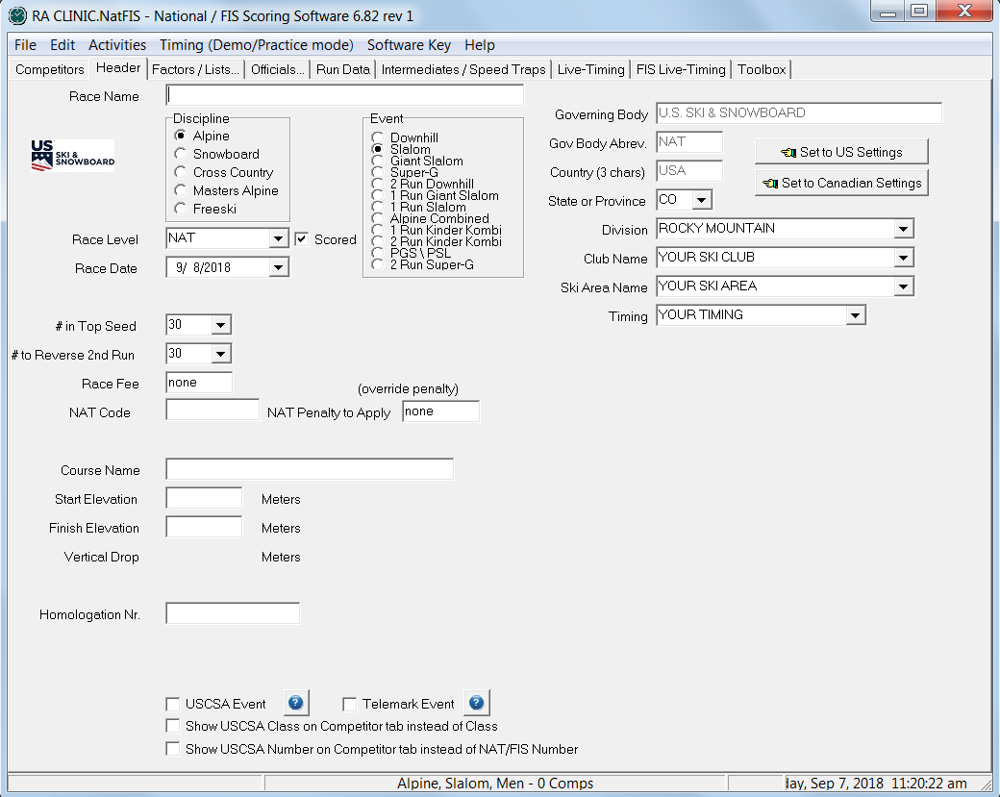 RA CLINIC.NatFIS - National / FIS Scoring Software 6.82 rev 1
File Edit Activities Timing (Demo/Practice mode) Software Key Help
Competitors Header Factors / Lists... Officials... Run Data Intermediates / Speed Traps Live-Timing FIS Live-Timing Toolbox
Race Name
US SKI & SNOWBOARD
Discipline
Alpine
Snowboard
Cross Country
Masters Alpine
Freeski
Event
Downhill
Slalom
Giant Slalom
Super-G
2 Run Downhill
1 Run Giant Slalom
1 Run Slalom
Alpine Combined
1 Run Kinder Kombi
2 Run Kinder Kombi
PGS \ PSL
2 Run Super-G
Governing Body U.S. SKI & SNOWBOARD
Gov Body Abrev. NAT
Country (3 chars) USA
Set to US Settings
Set to Canadian Settings
State or Province CO
Division ROCKY MOUNTAIN
Club Name YOUR SKI CLUB
Ski Area Name YOUR SKI AREA
Timing YOUR TIMING
Race Level NAT Scored
Race Date 9/ 8/2018
# in Top Seed 30
# to Reverse 2nd Run 30
Race Fee none
(override penalty)
NAT Code NAT Penalty to Apply none
Course Name
Start Elevation Meters
Finish Elevation Meters
Vertical Drop Meters
Homologation Nr.
USCSA Event ? Telemark Event ?
Show USCSA Class on Competitor tab instead of Class
Show USCSA Number on Competitor tab instead of NAT/FIS Number
Alpine, Slalom, Men - 0 Comps
lay, Sep 7, 2018 11:20:22 am